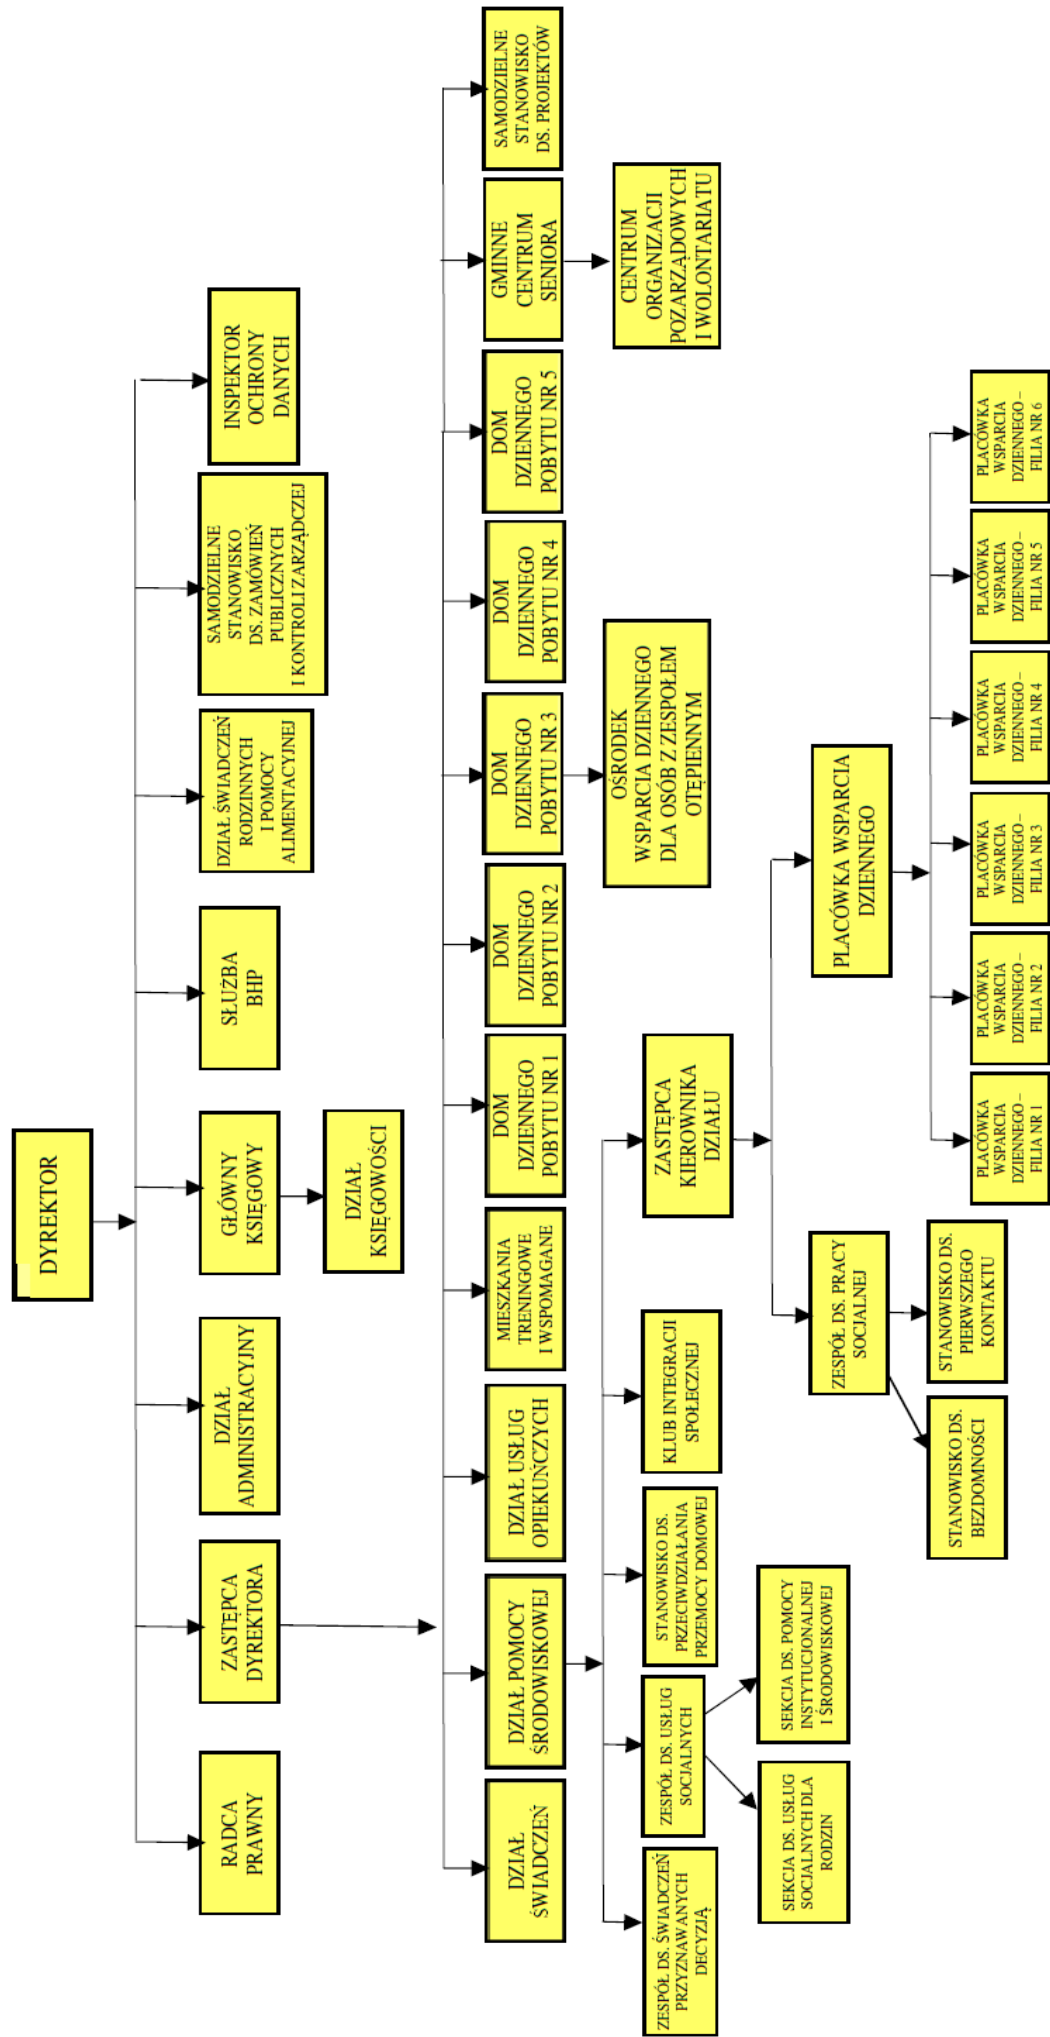 DYREKTOR
RADCA
PRAWNY
ZASTĘPCA
DYREKTORA
DZIAŁ
ADMINISTRACYJNY
GŁÓWNY
KSIĘGOWY
SŁUŻBA
BHP
DZIAŁ ŚWIADCZEŃ
RODZINNYCH
I POMOCY
ALIMENTACYJNEJ
SAMODZIELNE
STANOWISKO
DS. ZAMÓWIEŃ
PUBLICZNYCH
I KONTROLI ZARZĄDCZEJ
INSPEKTOR
OCHRONY
DANYCH
DZIAŁ
KSIĘGOWOŚCI
DZIAŁ
ŚWIADCZEŃ
DZIAŁ POMOCY
ŚRODOWISKOWEJ
DZIAŁ USŁUG
OPIEKUŃCZYCH
MIESZKANIA
TRENINGOWE
I WSPOMAGANE
DOM
DZIENNEGO
POBYTU NR 1
DOM
DZIENNEGO
POBYTU NR 2
DOM
DZIENNEGO
POBYTU NR 3
DOM
DZIENNEGO
POBYTU NR 4
DOM
DZIENNEGO
POBYTU NR 5
GMINNE
CENTRUM
SENIORA
SAMODZIELNE
STANOWISKO
DS. PROJEKTÓW
OŚRODEK
WSPARCIA DZIENNEGO
DLA OSÓB Z ZESPOŁEM
OTĘPIENNYM
CENTRUM
ORGANIZACJI
POZARZĄDOWYCH
I WOLONTARIATU
ZESPÓŁ DS. ŚWIADCZEŃ
PRZYZNAWANYCH
DECYZJĄ
ZESPÓŁ DS. USŁUG
SOCJALNYCH
STANOWISKO DS.
PRZECIWDZIAŁANIA
PRZEMOCY DOMOWEJ
KLUB INTEGRACJI
SPOŁECZNEJ
ZASTĘPCA
KIEROWNIKA
DZIAŁU
SEKCJA DS. USŁUG
SOCJALNYCH DLA
RODZIN
SEKCJA DS. POMOCY
INSTYTUCJONALNEJ
I ŚRODOWISKOWEJ
ZESPÓŁ DS. PRACY
SOCJALNEJ
PLACÓWKA WSPARCIA
DZIENNEGO
STANOWISKO DS.
BEZDOMNOŚCI
STANOWISKO DS.
PIERWSZEGO
KONTAKTU
PLACÓWKA
WSPARCIA
DZIENNEGO –
FILIA NR 1
PLACÓWKA
WSPARCIA
DZIENNEGO –
FILIA NR 2
PLACÓWKA
WSPARCIA
DZIENNEGO –
FILIA NR 3
PLACÓWKA
WSPARCIA
DZIENNEGO –
FILIA NR 4
PLACÓWKA
WSPARCIA
DZIENNEGO –
FILIA NR 5
PLACÓWKA
WSPARCIA
DZIENNEGO –
FILIA NR 6